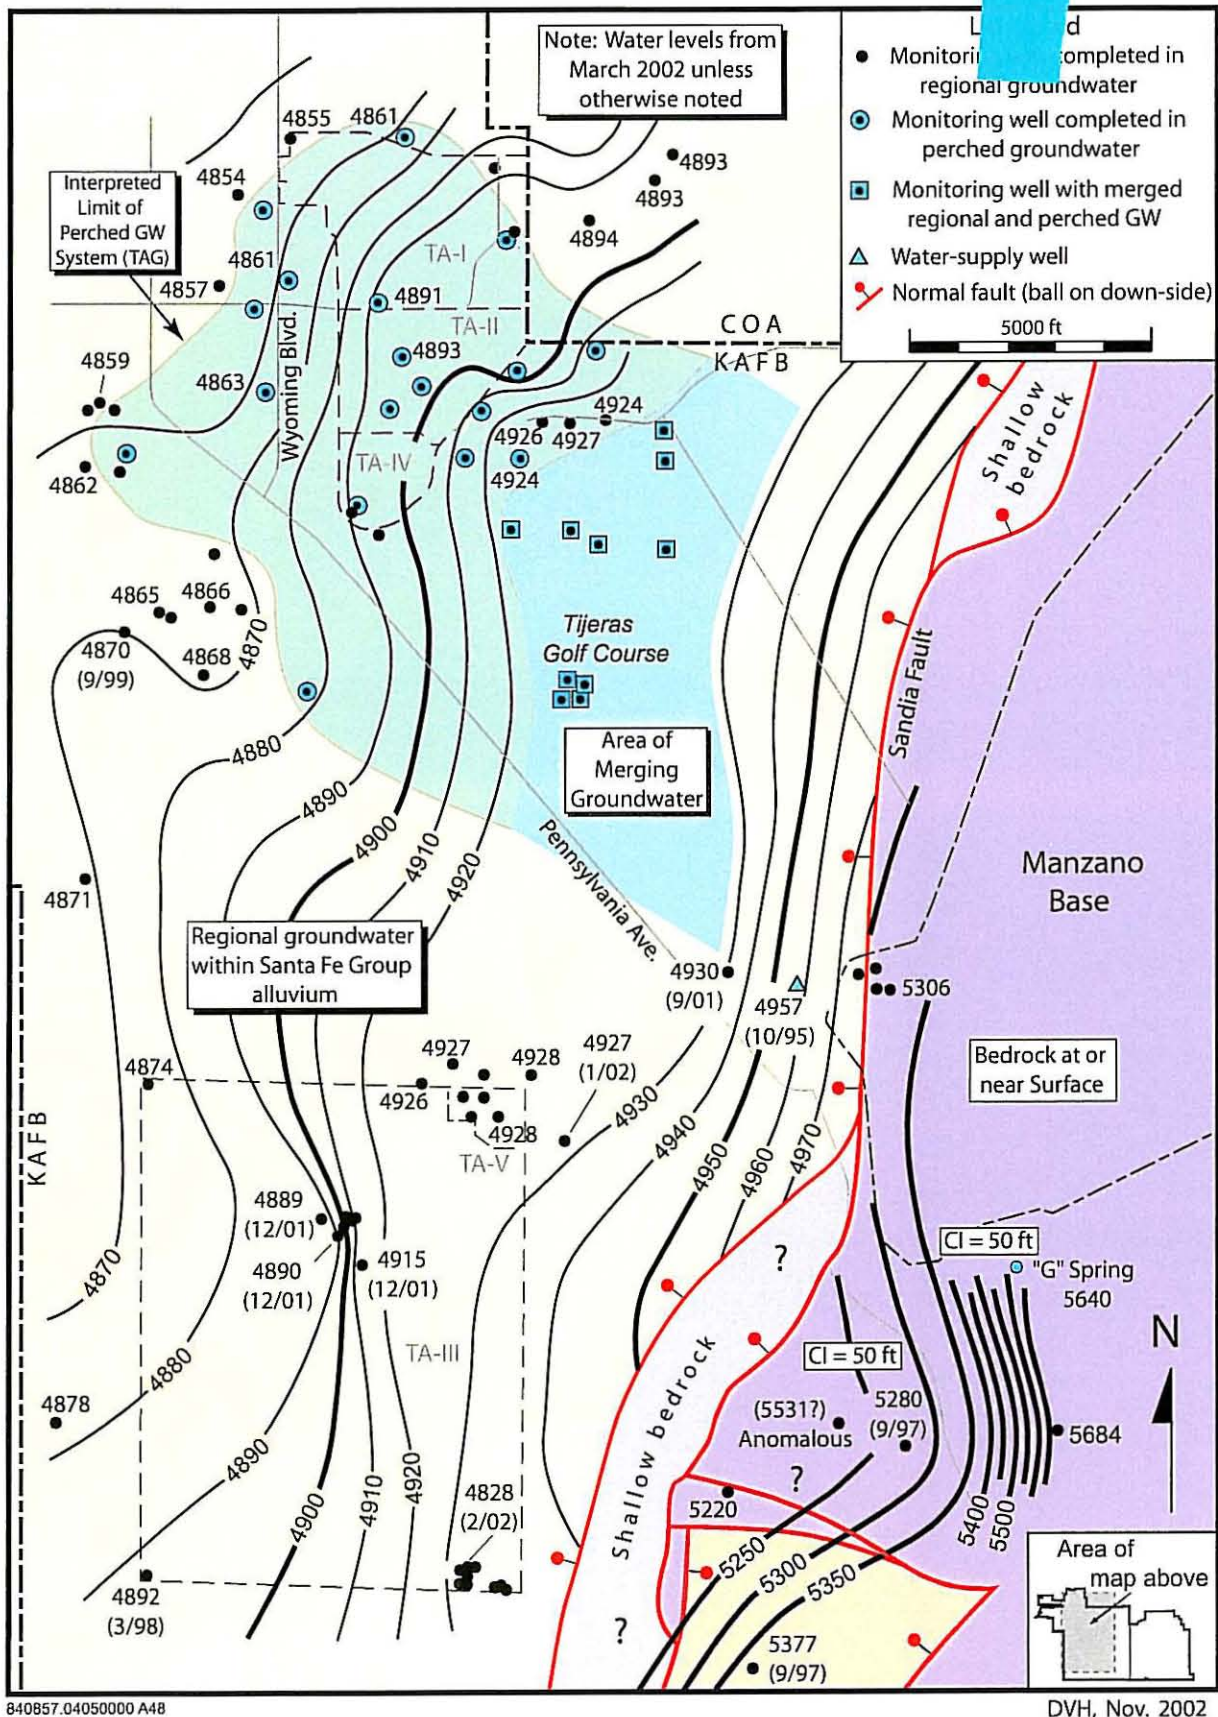 Note: Water levels from
March 2002 unless
otherwise noted
Monitori
completed in
regional groundwater
Monitoring well completed in
perched groundwater
Monitoring well with merged
regional and perched GW
Water-supply well
Normal fault (ball on down-side)
5000 ft
4855
4861
4893
4893
4894
4854
Interpreted
Limit of
Perched GW
System (TAG)
TA-I
4861
4857
4891
TA-II
COA
KAFB
4859
4893
4863
Wyoming Blvd.
4924
4926
4927
4924
Shallow
bedrock
4862
TA-IV
4865
4866
4870
4870
(9/99)
4868
Tijeras
Golf Course
Sandia Fault
4880
Area of
Merging
Groundwater
4890
4900
4910
4920
Pennsylvania Ave.
Manzano
Base
4871
Regional groundwater
within Santa Fe Group
alluvium
4930
(9/01)
4957
(10/95)
5306
KAFB
4874
4927
4926
4928
4927
(1/02)
4928
TA-V
4930
4940
4950
4960
4970
Bedrock at or
near Surface
4889
(12/01)
4890
(12/01)
4915
(12/01)
4870
4880
TA-III
?
CI = 50 ft
"G" Spring
5640
CI = 50 ft
N
4878
4890
4900
4910
4920
Shallow bedrock
(5531?)
Anomalous
?
5280
(9/97)
5684
4828
(2/02)
5220
5250
5300
5350
5400
5500
4892
(3/98)
?
5377
(9/97)
Area of
map above
840857.04050000 A48
DVH, Nov. 2002